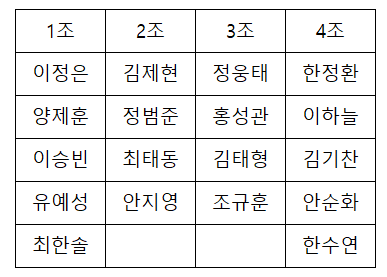 1조 2조 3조 4조
이정은 김제현 정웅태 한정환
양제훈 정범준 홍성관 이하늘
이승빈 최태동 김태형 김기찬
유예성 안지영 조규훈 안순화
최한솔 한수연